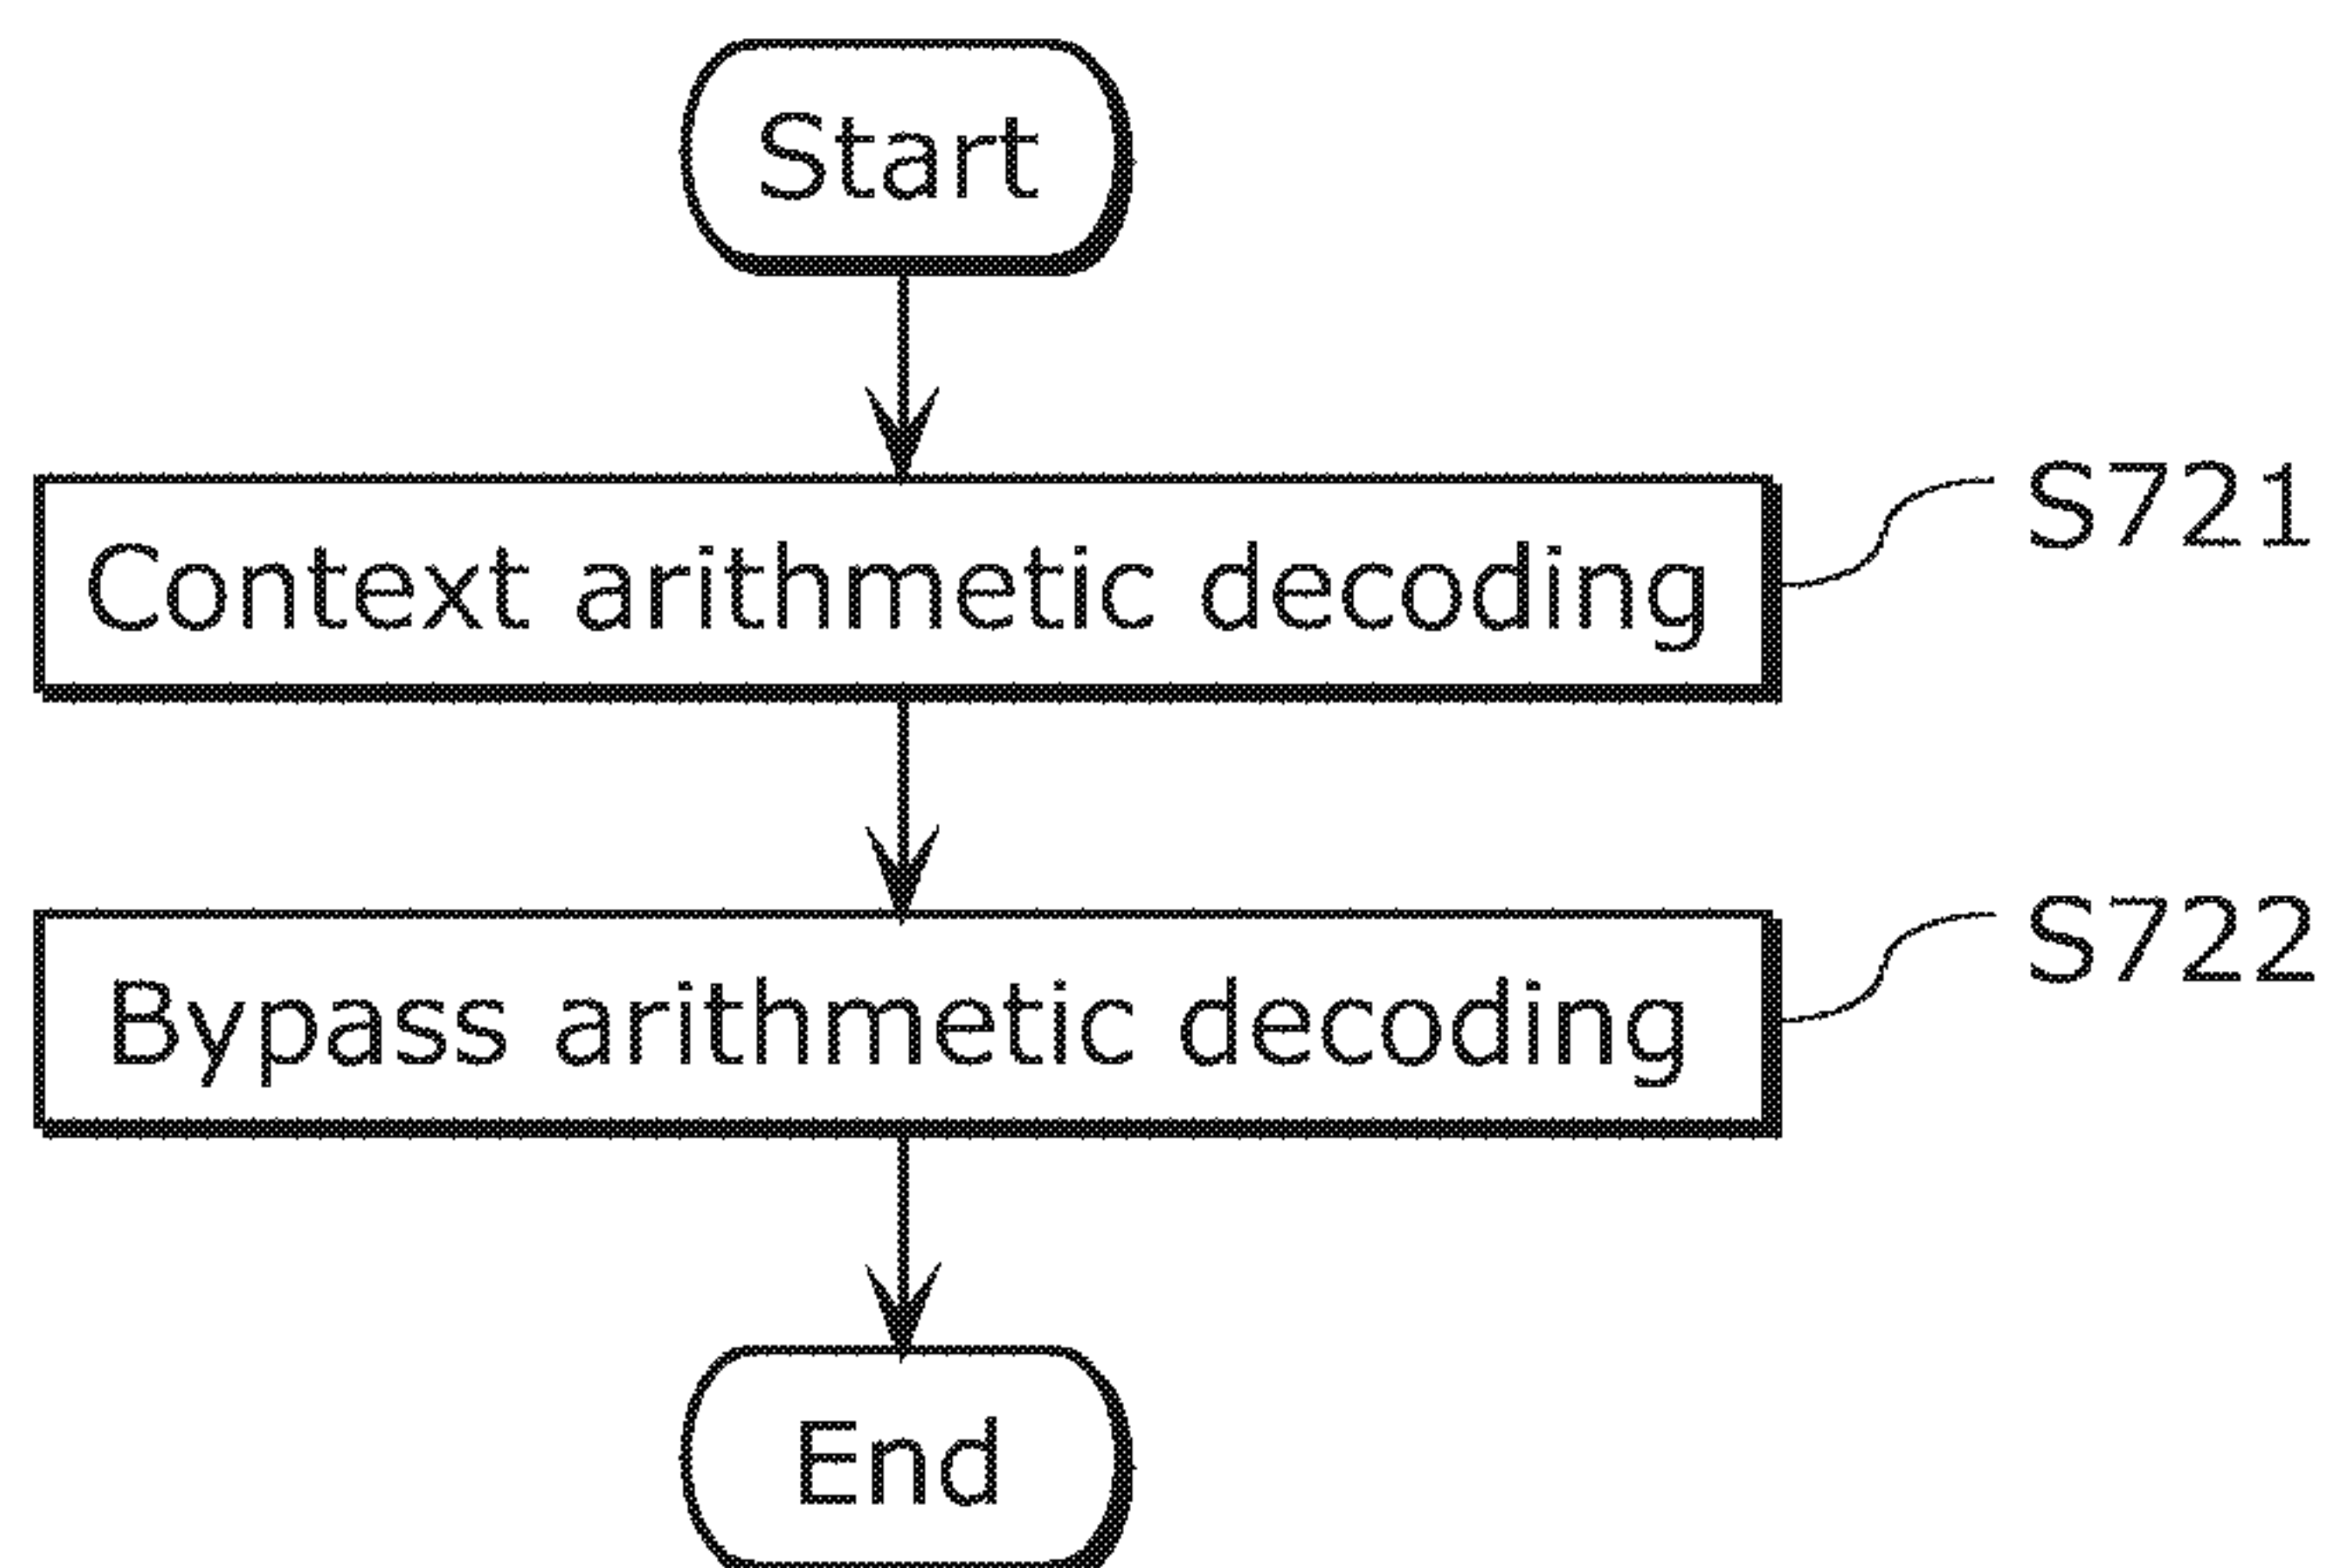 Start
Context arithmetic decoding
S721
Bypass arithmetic decoding
S722
End